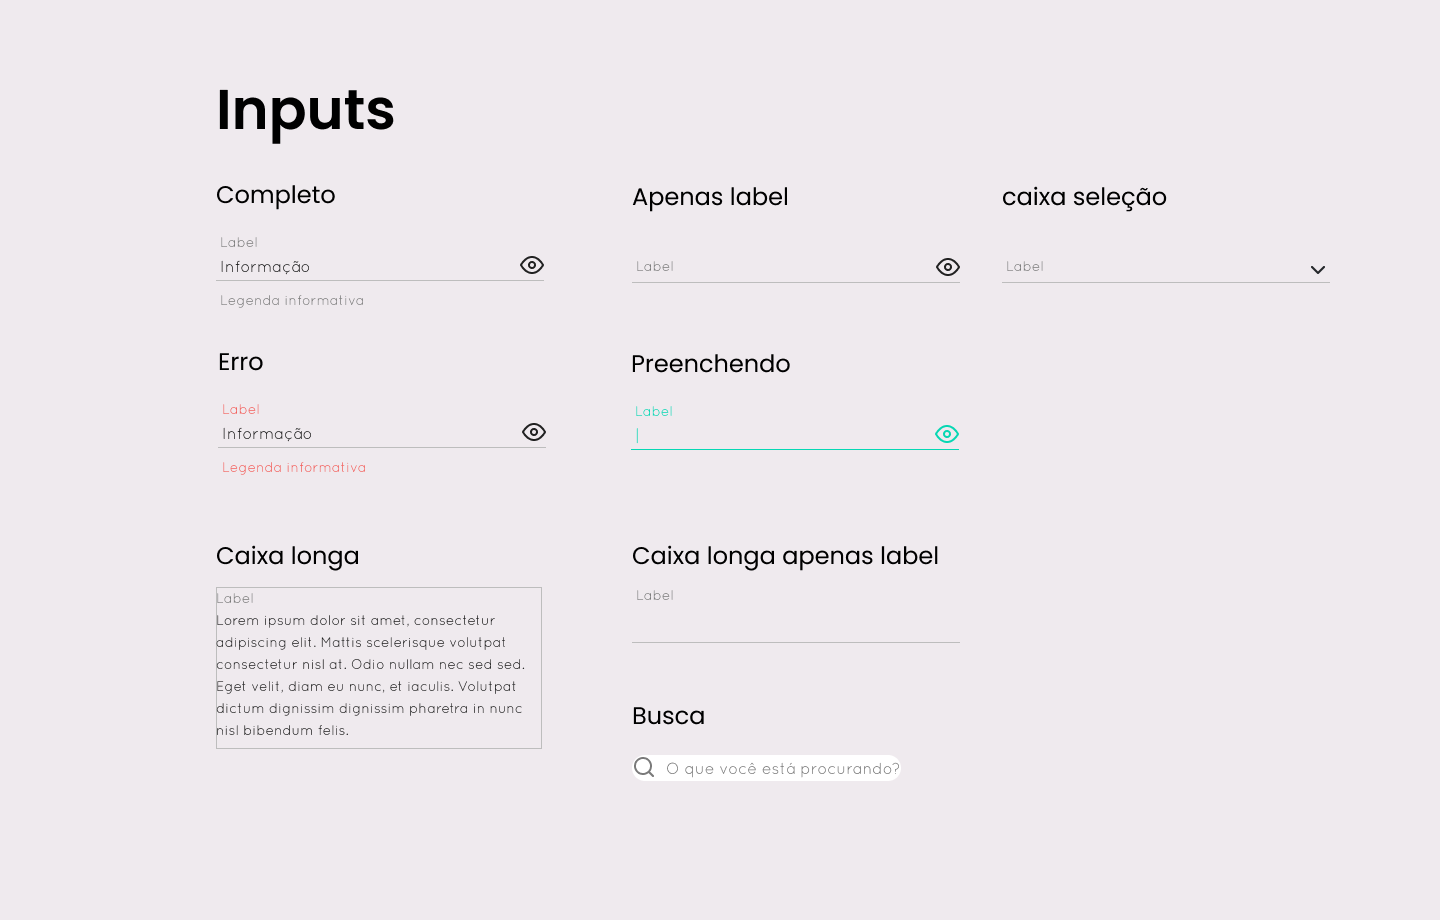 Inputs
Completo
Label
Informação
Legenda informativa
Apenas label
Label
caixa seleção
Label
Erro
Label
Informação
Legenda informativa
Preenchendo
Label
Caixa longa
Label
Lorem ipsum dolor sit amet, consectetur
adipiscing elit. Mattis scelerisque volutpat
consectetur nisl at. Odio nullam nec sed sed.
Eget velit, diam eu nunc, et iaculis. Volutpat
dictum dignissim dignissim pharetra in nunc
nisl bibendum felis.
Caixa longa apenas label
Label
Busca
O que você está procurando?